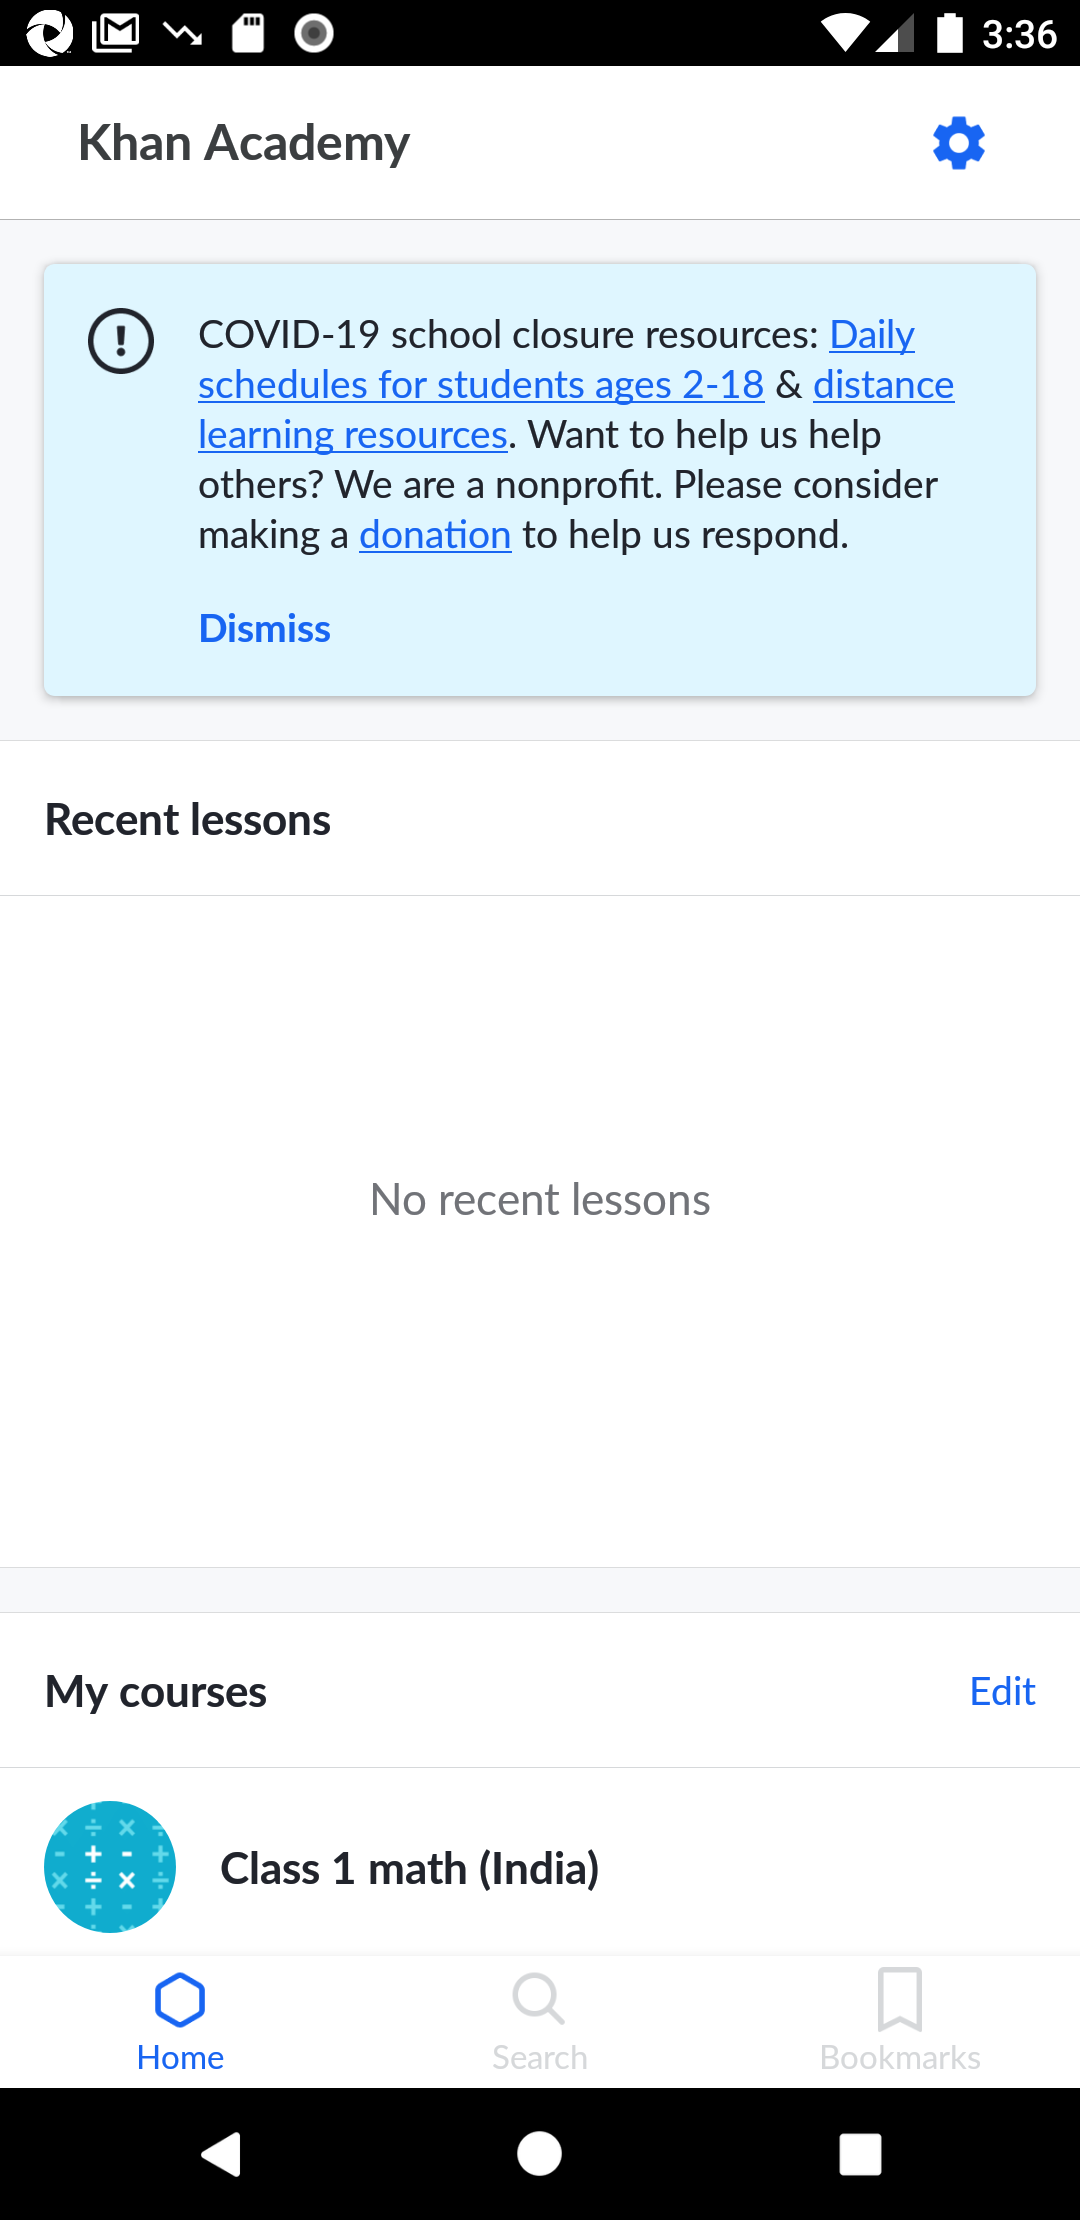 3:36
Khan Academy
COVID-19 school closure resources: Daily
schedules for students ages 2-18 & distance
learning resources. Want to help us help
others? We are a nonprofit. Please consider
making a donation to help us respond.
Dismiss
Recent lessons
No recent lessons
My courses
Edit
Class 1 math (India)
Home
Search
Bookmarks